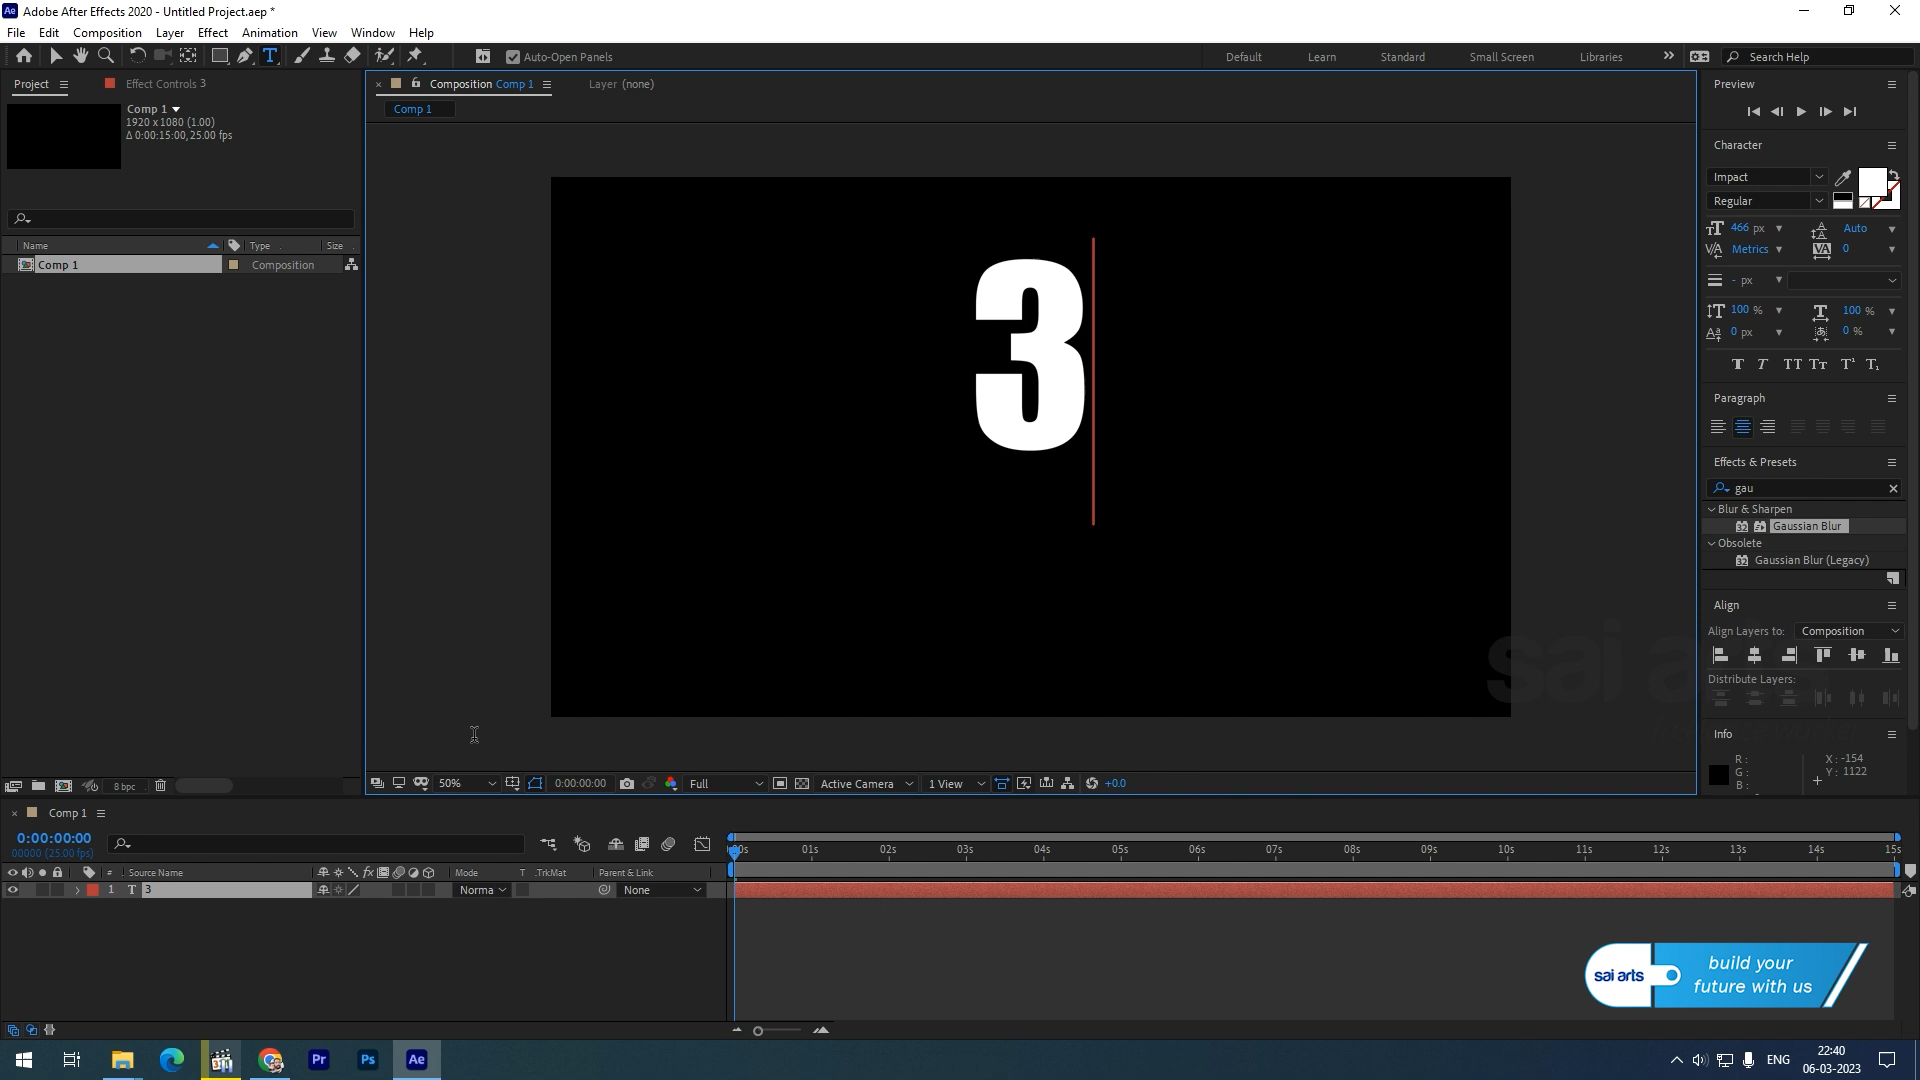 Adobe After Effects 2020 - Untitled Project.aep *
File Edit Composition Layer Effect Animation View Window Help
Auto-Open Panels
Default Learn Standard Small Screen Libraries
Search Help
Project Effect Controls 3
Comp 1
1920 x 1080 (1.00)
Δ 0:00:15:00, 25.00 fps
Name Type Size
Comp 1 Composition
8 bpc
Composition Comp 1 Layer (none)
Comp 1
3
50% 0:00:00:00 Full Active Camera 1 View +0.0
Preview
Character
Impact
Regular
466 px Auto
Metrics 0
- px
100 % 100 %
0 px 0 %
Paragraph
Effects & Presets
gau
Blur & Sharpen
Gaussian Blur
Obsolete
Gaussian Blur (Legacy)
Align
Align Layers to: Composition
Distribute Layers:
Info
R :
G :
B :
X : -154
Y : 1122
Comp 1
0:00:00:00
00000 (25.00 fps)
:00s 01s 02s 03s 04s 05s 06s 07s 08s 09s 10s 11s 12s 13s 14s 15s
# Source Name Mode T .TrkMat Parent & Link
1 T 3 Norma None
sai arts
build your
future with us
ENG
22:40
06-03-2023